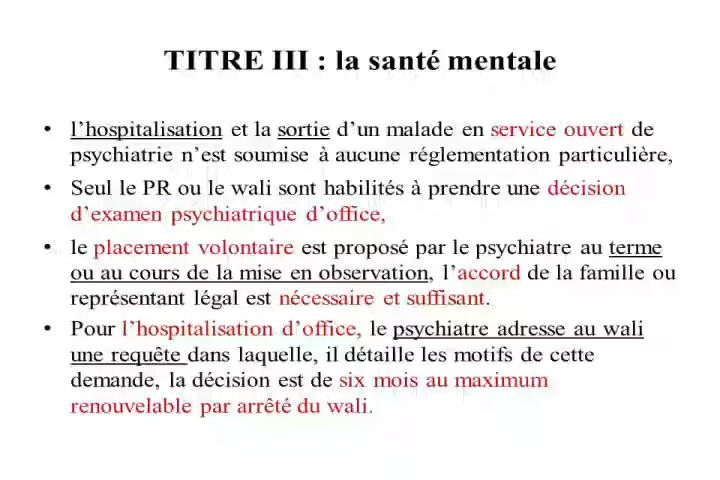 TITRE III : la santé mentale
• l’hospitalisation et la sortie d’un malade en service ouvert de
psychiatrie n’est soumise à aucune réglementation particulière,
• Seul le PR ou le wali sont habilités à prendre une décision
d’examen psychiatrique d’office,
• le placement volontaire est proposé par le psychiatre au terme
ou au cours de la mise en observation, l’accord de la famille ou
représentant légal est nécessaire et suffisant.
• Pour l’hospitalisation d’office, le psychiatre adresse au wali
une requête dans laquelle, il détaille les motifs de cette
demande, la décision est de six mois au maximum
renouvelable par arrêté du wali.